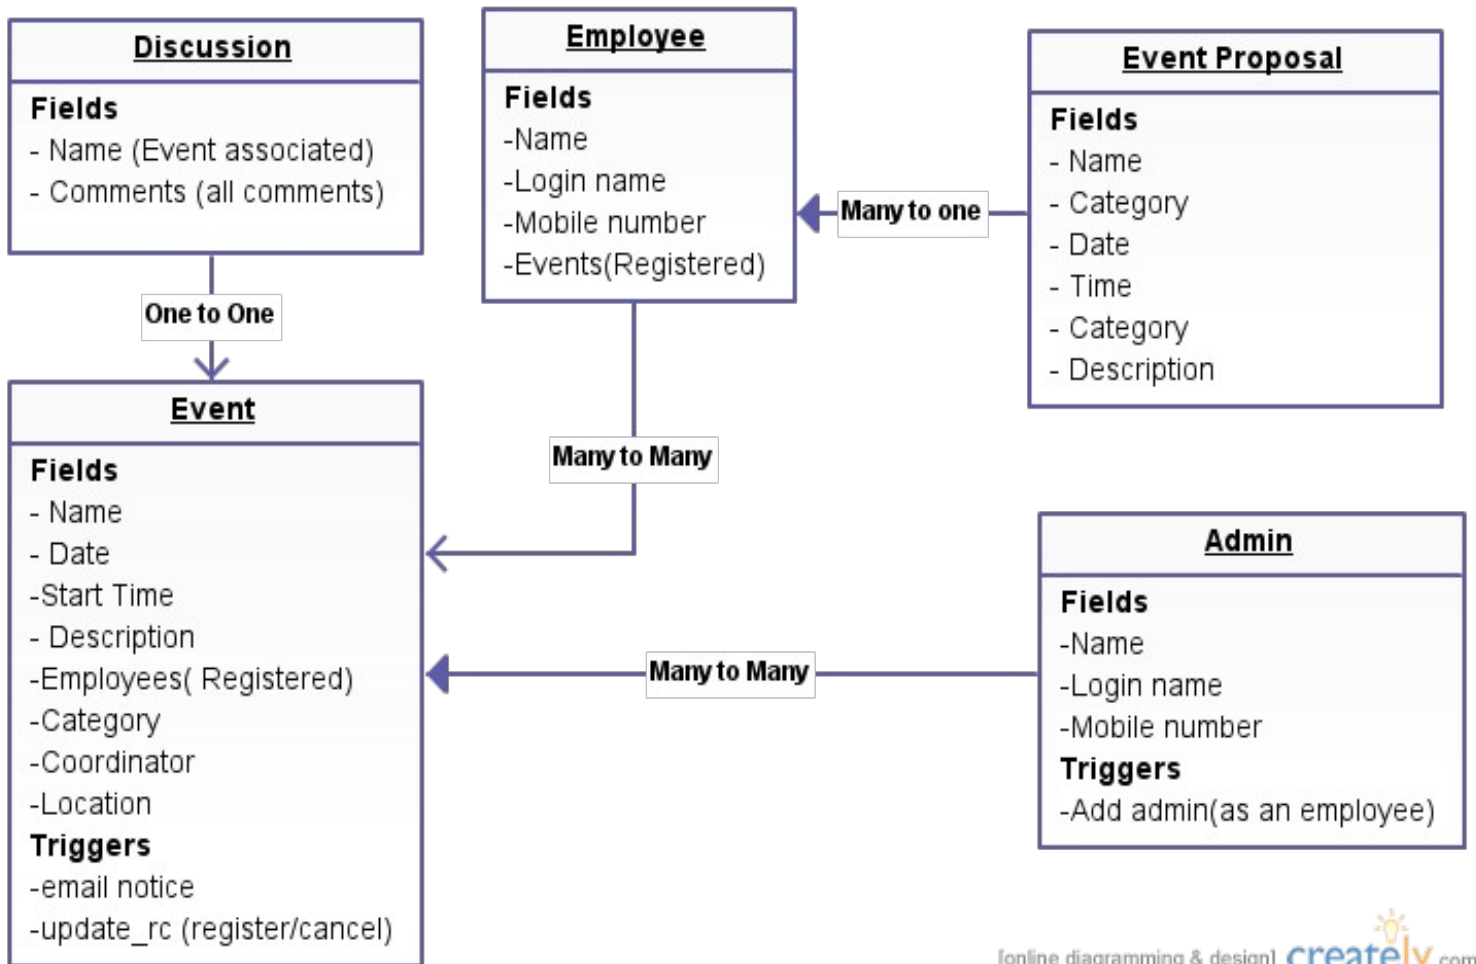 Discussion
Fields
- Name (Event associated)
- Comments (all comments)
One to One
Employee
Fields
-Name
-Login name
-Mobile number
-Events(Registered)
Many to one
Event Proposal
Fields
- Name
- Category
- Date
- Time
- Category
- Description
Many to Many
Event
Fields
- Name
- Date
-Start Time
- Description
-Employees( Registered)
-Category
-Coordinator
-Location
Triggers
-email notice
-update_rc (register/cancel)
Many to Many
Admin
Fields
-Name
-Login name
-Mobile number
Triggers
-Add admin(as an employee)
[online diagramming & design] creately.com